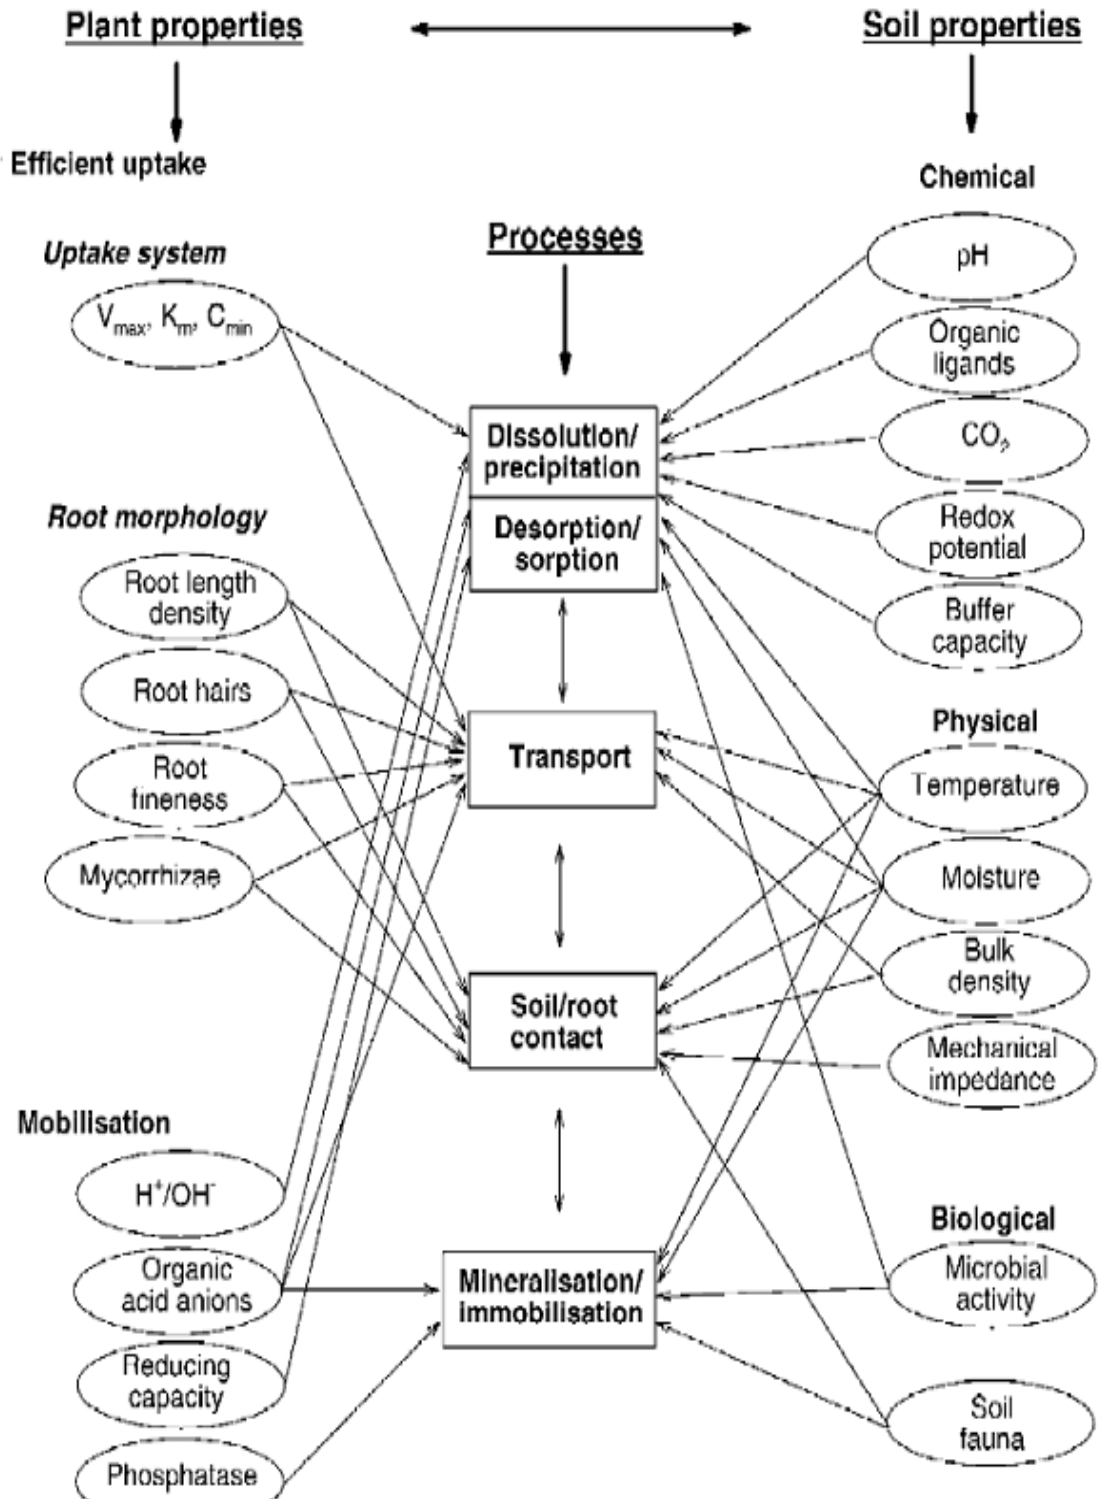 Plant properties
Soil properties
Efficient uptake
Chemical
Processes
Uptake system
Vmax, Km, Cmin
pH
Organic
ligands
CO2
Redox
potential
Buffer
capacity
Dissolution/
precipitation
Desorption/
sorption
Root morphology
Root length
density
Root hairs
Root
fineness
Mycorrhizae
Transport
Physical
Temperature
Moisture
Bulk
density
Mechanical
impedance
Soil/root
contact
Mobilisation
H+/OH-
Organic
acid anions
Reducing
capacity
Phosphatase
Mineralisation/
immobilisation
Biological
Microbial
activity
Soil
fauna